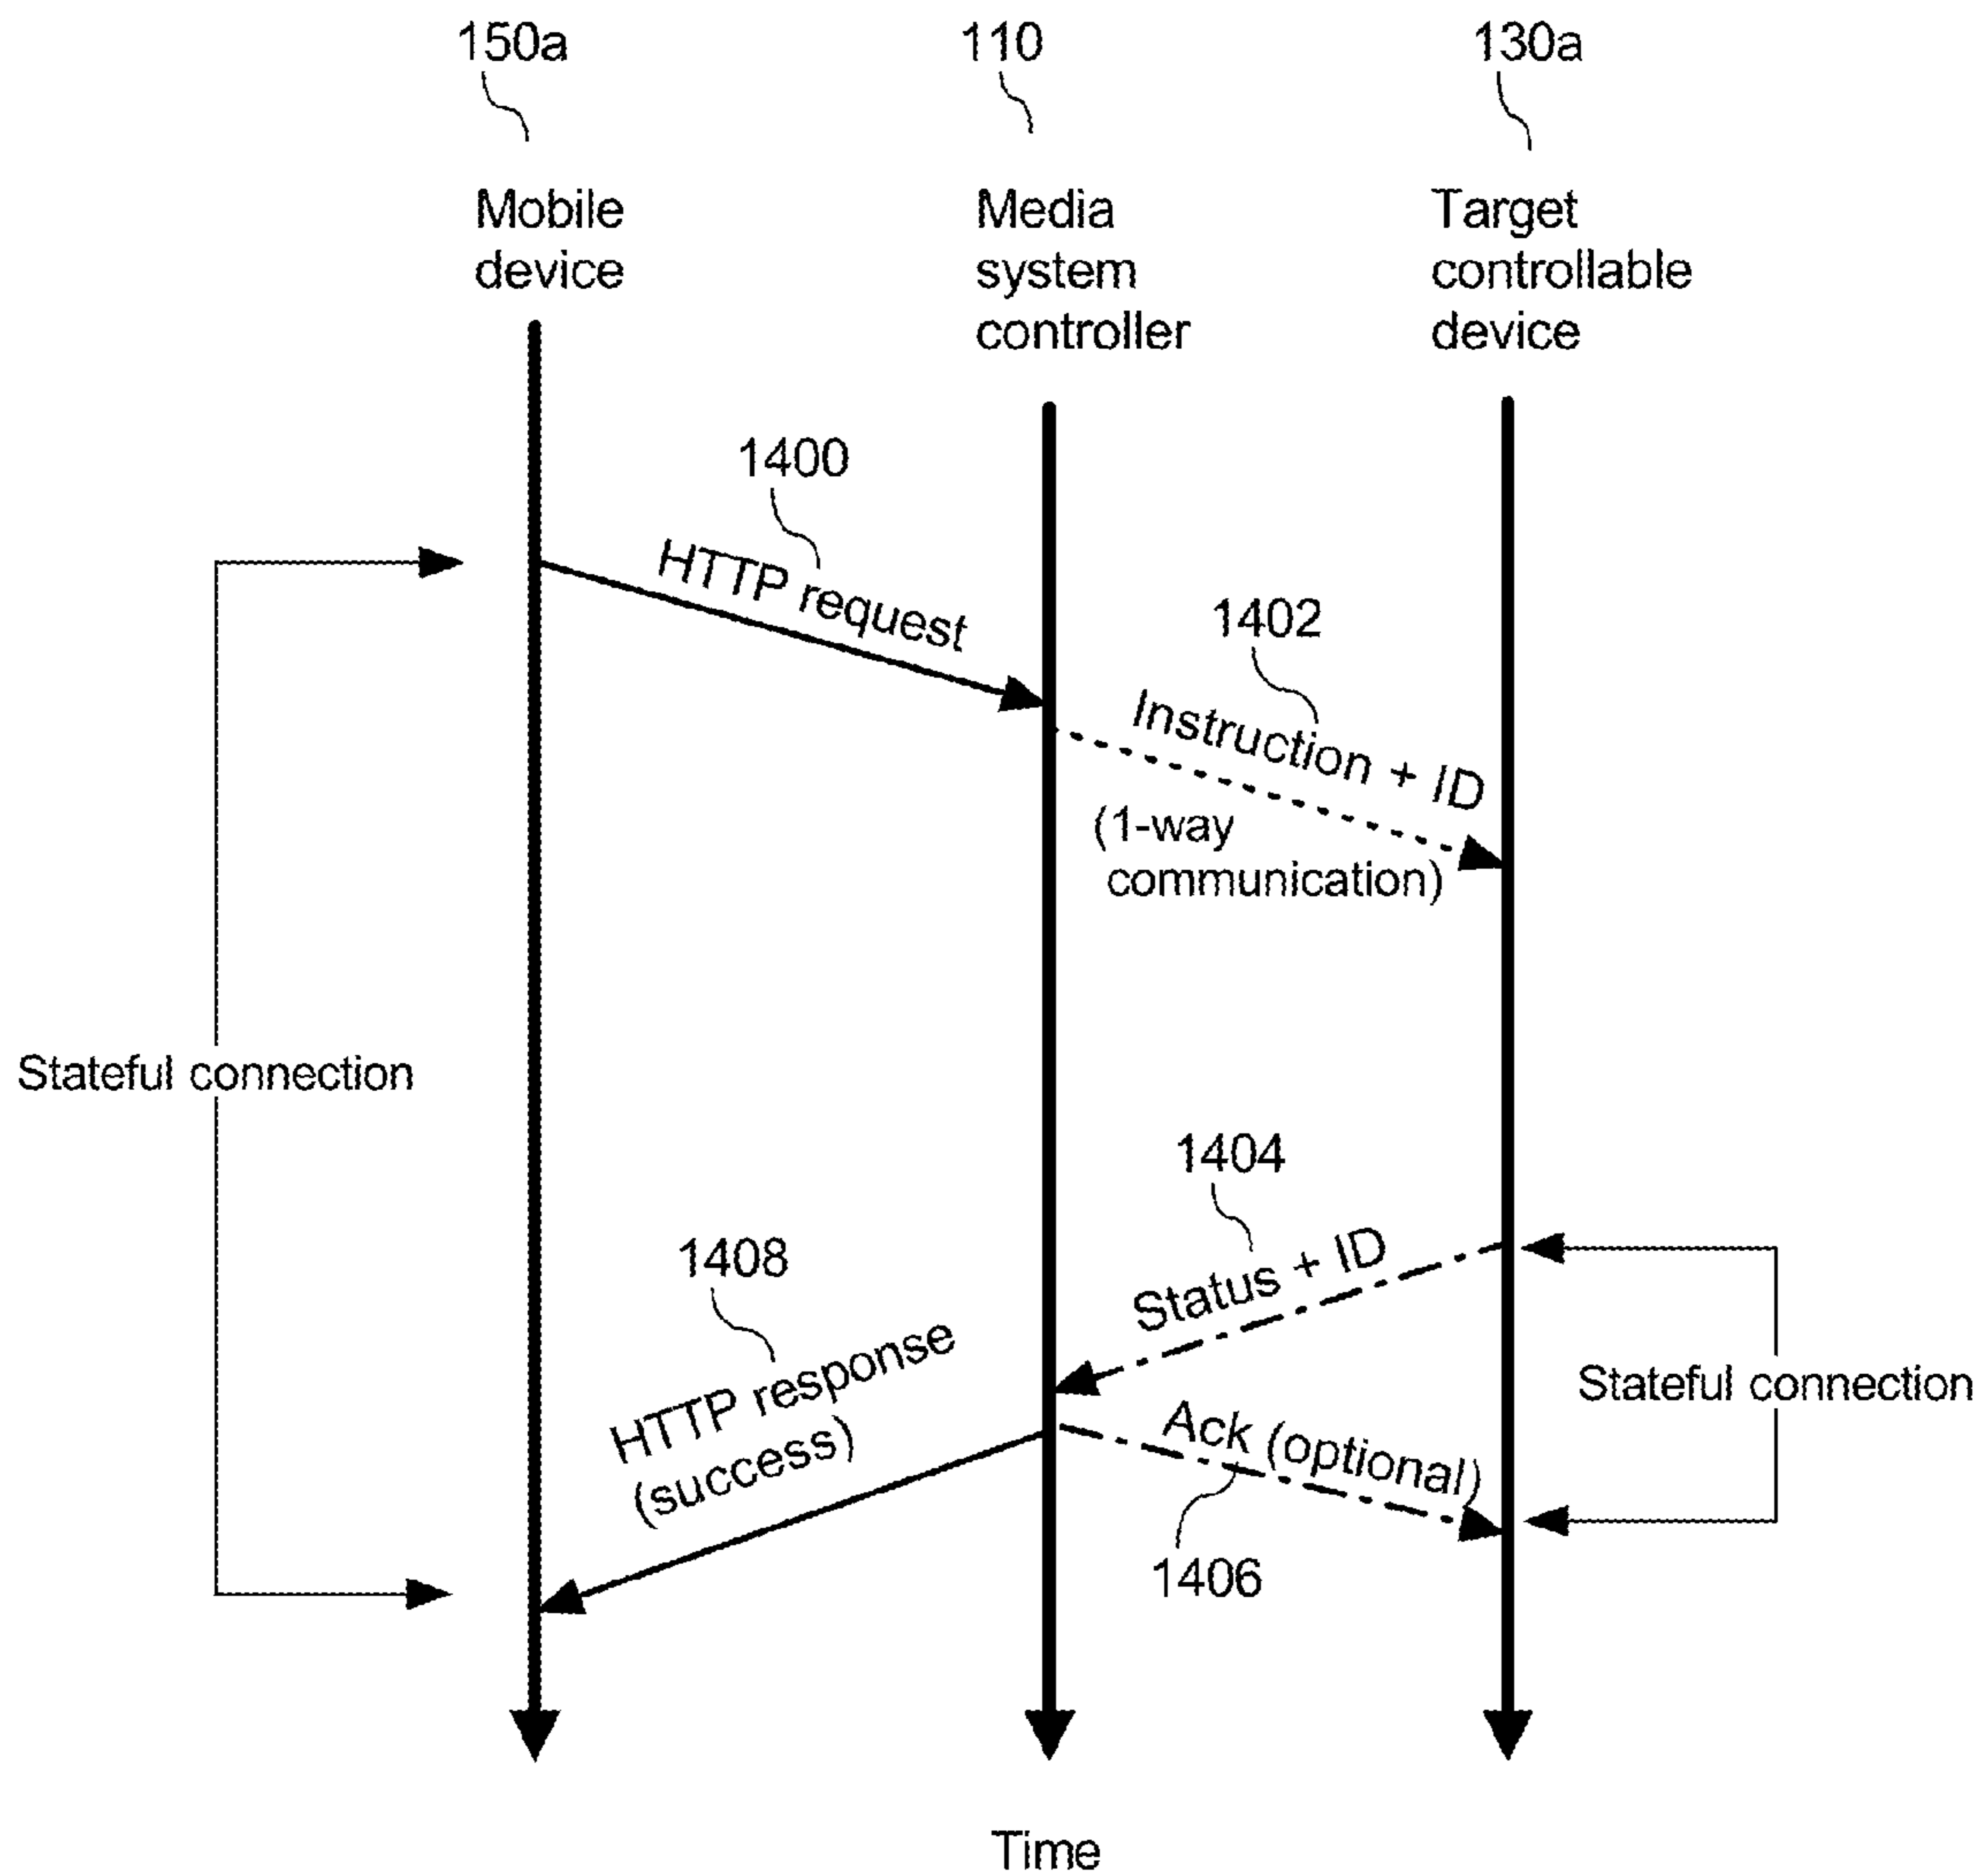 150a
110
130a
Mobile
device
Media
system
controller
Target
controllable
device
1400
HTTP request
1402
Instruction + ID
(1-way
communication)
Stateful connection
1404
Status + ID
1408
HTTP response
(success)
Stateful connection
Ack (optional)
1406
Time